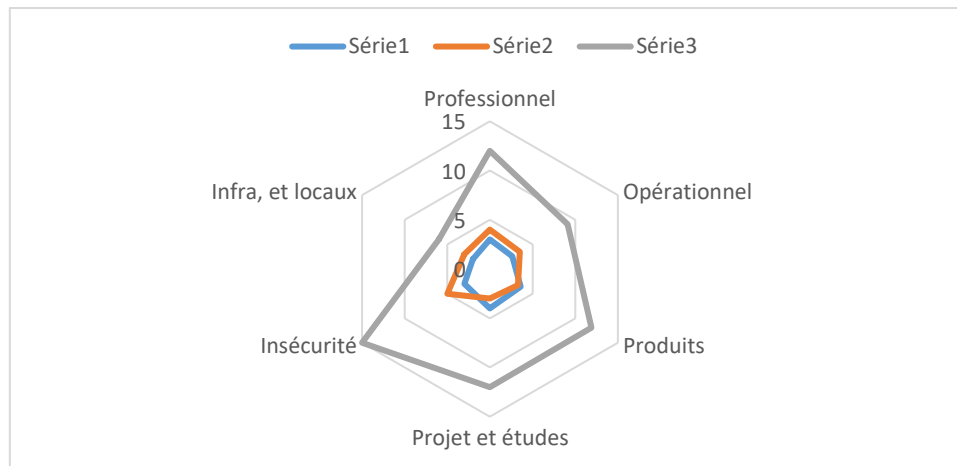 Série1 Série2 Série3
Professionnel
15
10
5
0
Opérationnel
Produits
Projet et études
Insécurité
Infra, et locaux